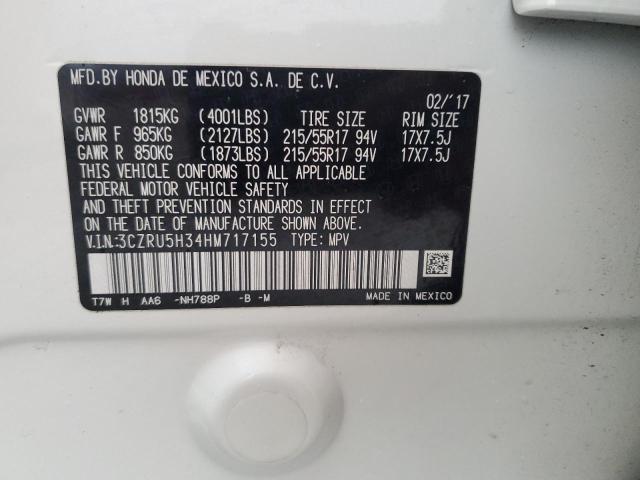 MFD.BY HONDA DE MEXICO S.A. DE C.V.
02/'17
GVWR 1815KG (4001LBS) TIRE SIZE RIM SIZE
GAWR F 965KG (2127LBS) 215/55R17 94V 17X7.5J
GAWR R 850KG (1873LBS) 215/55R17 94V 17X7.5J
THIS VEHICLE CONFORMS TO ALL APPLICABLE
FEDERAL MOTOR VEHICLE SAFETY
AND THEFT PREVENTION STANDARDS IN EFFECT
ON THE DATE OF MANUFACTURE SHOWN ABOVE.
V.I.N:3CZRU5H34HM717155 TYPE: MPV
T7W H AA6 -NH788P -B -M MADE IN MEXICO